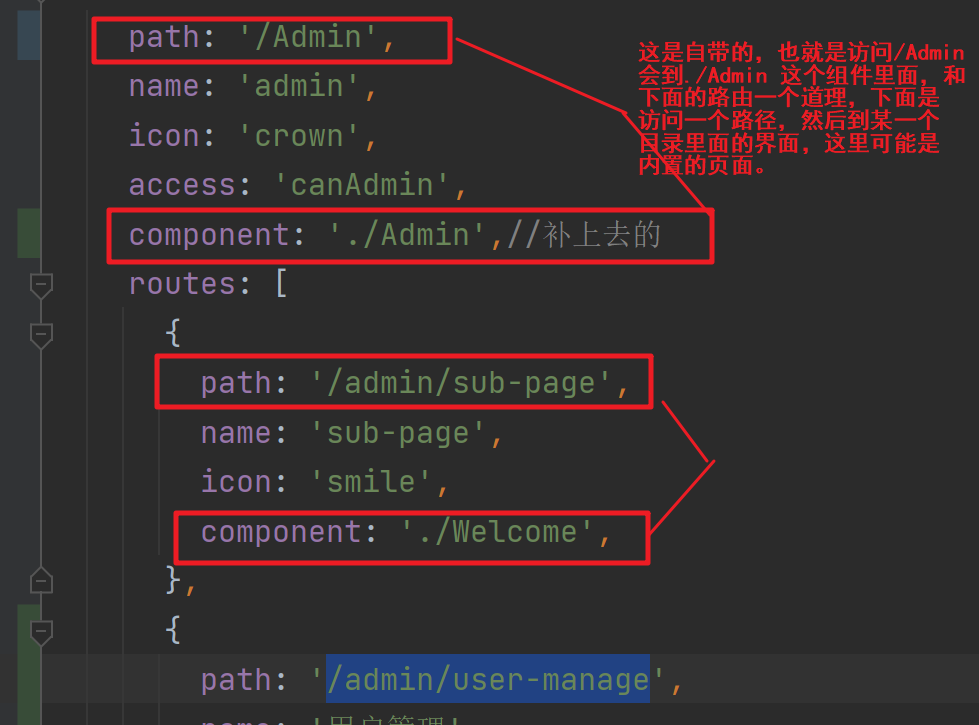 path: '/Admin',
name: 'admin',
icon: 'crown',
access: 'canAdmin',
component: './Admin',//补上去的
routes: [
{
path: '/admin/sub-page',
name: 'sub-page',
icon: 'smile',
component: './Welcome',
},
{
path: '/admin/user-manage',
name: '用户管理'
这是自带的，也就是访问/Admin
会到./Admin 这个组件里面，和
下面的路由一个道理，下面是
访问一个路径，然后到某一个
目录里面的界面，这里可能是
内置的页面。